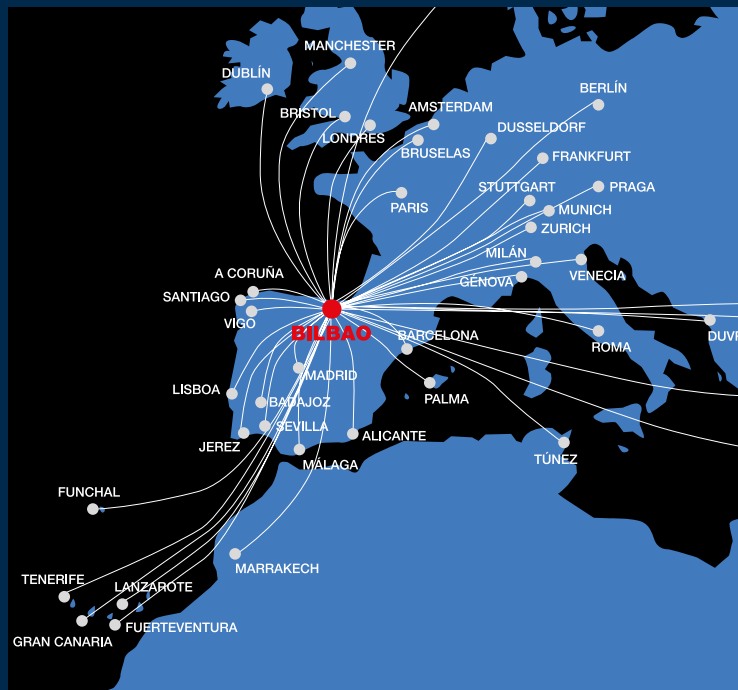 MANCHESTER
DUBLÍN
BERLÍN
BRISTOL
AMSTERDAM
LONDRES
DUSSELDORF
BRUSELAS
FRANKFURT
STUTTGART
PRAGA
PARIS
MUNICH
ZURICH
MILÁN
A CORUÑA
VENECIA
GÉNOVA
SANTIAGO
VIGO
BILBAO
BARCELONA
ROMA
DUVR
MADRID
LISBOA
PALMA
BADAJOZ
SEVILLA
JEREZ
ALICANTE
MÁLAGA
TÚNEZ
FUNCHAL
MARRAKECH
TENERIFE
LANZAROTE
FUERTEVENTURA
GRAN CANARIA